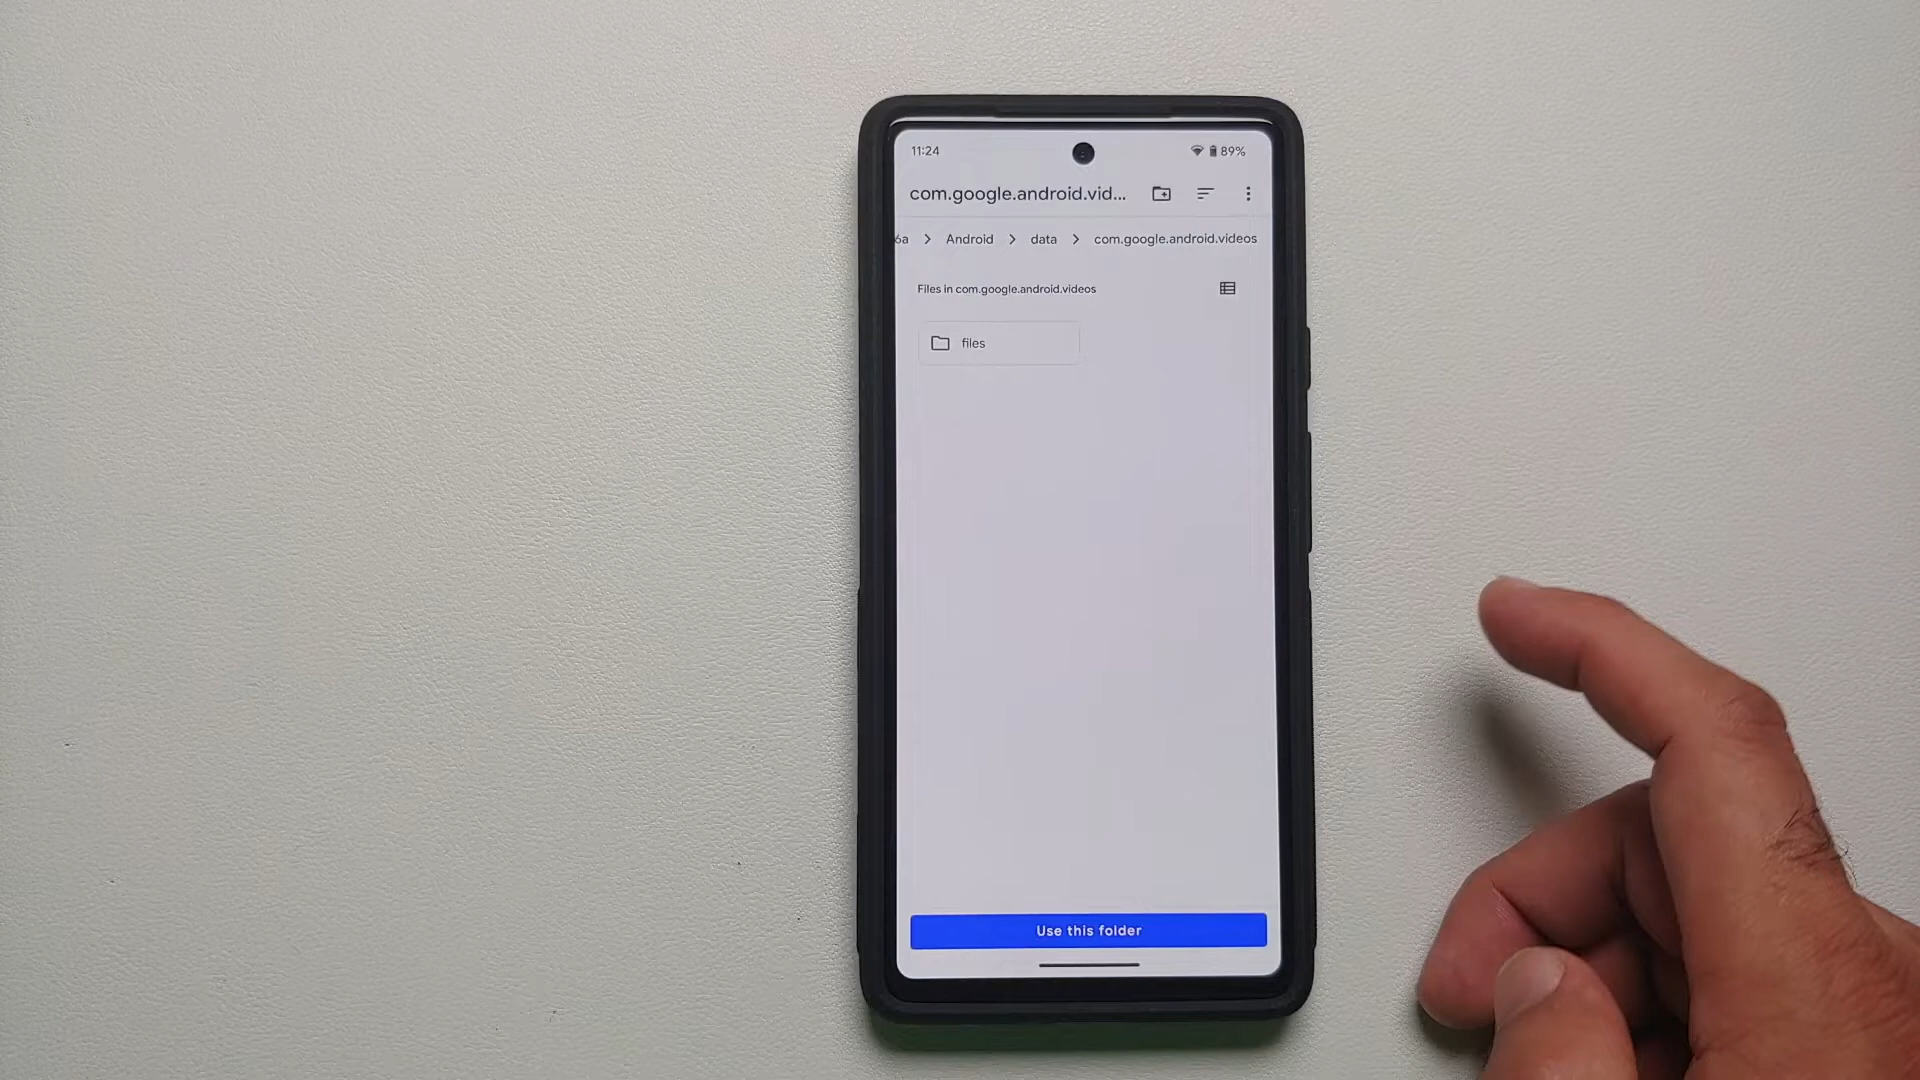 11:24
89%
com.google.android.vid...
6a > Android > data > com.google.android.videos
Files in com.google.android.videos
files
Use this folder